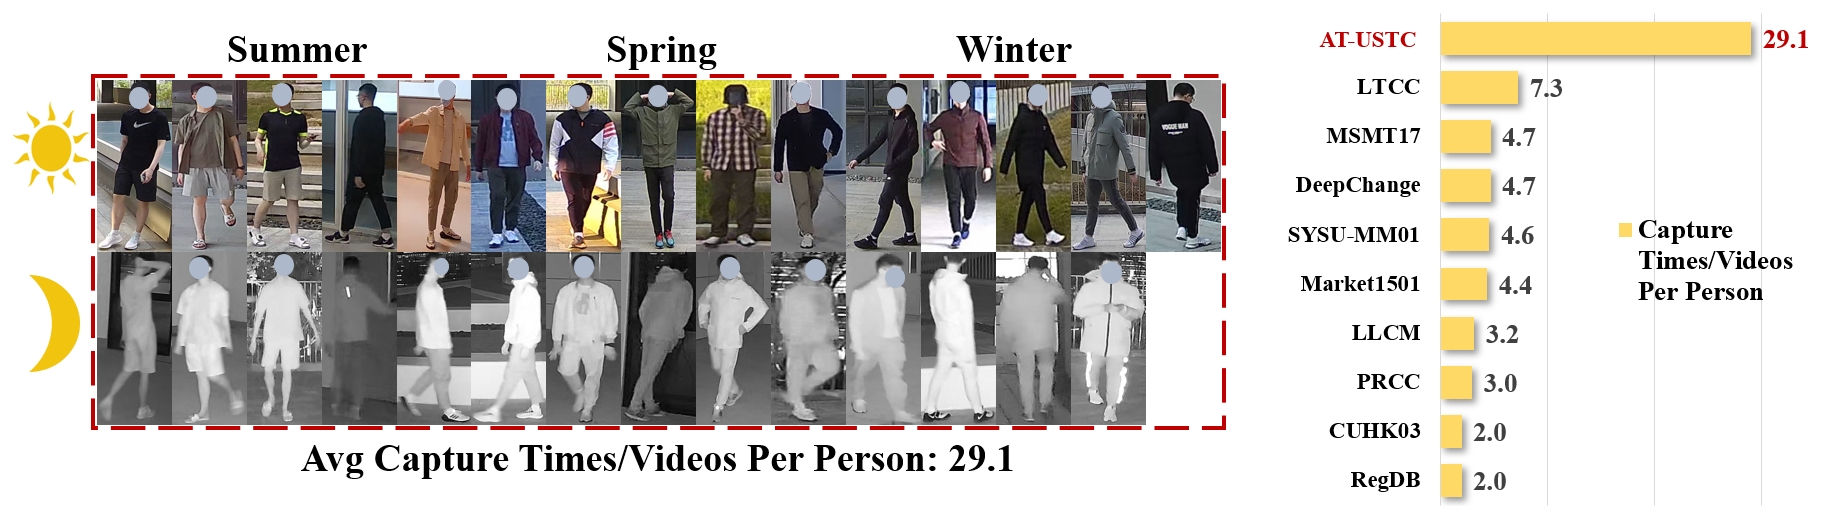 Summer
Spring
Winter
VOGUE MAN
Avg Capture Times/Videos Per Person: 29.1
AT-USTC 29.1
LTCC 7.3
MSMT17 4.7
DeepChange 4.7
SYSU-MM01 4.6
Market1501 4.4
LLCM 3.2
PRCC 3.0
CUHK03 2.0
RegDB 2.0
Capture
Times/Videos
Per Person